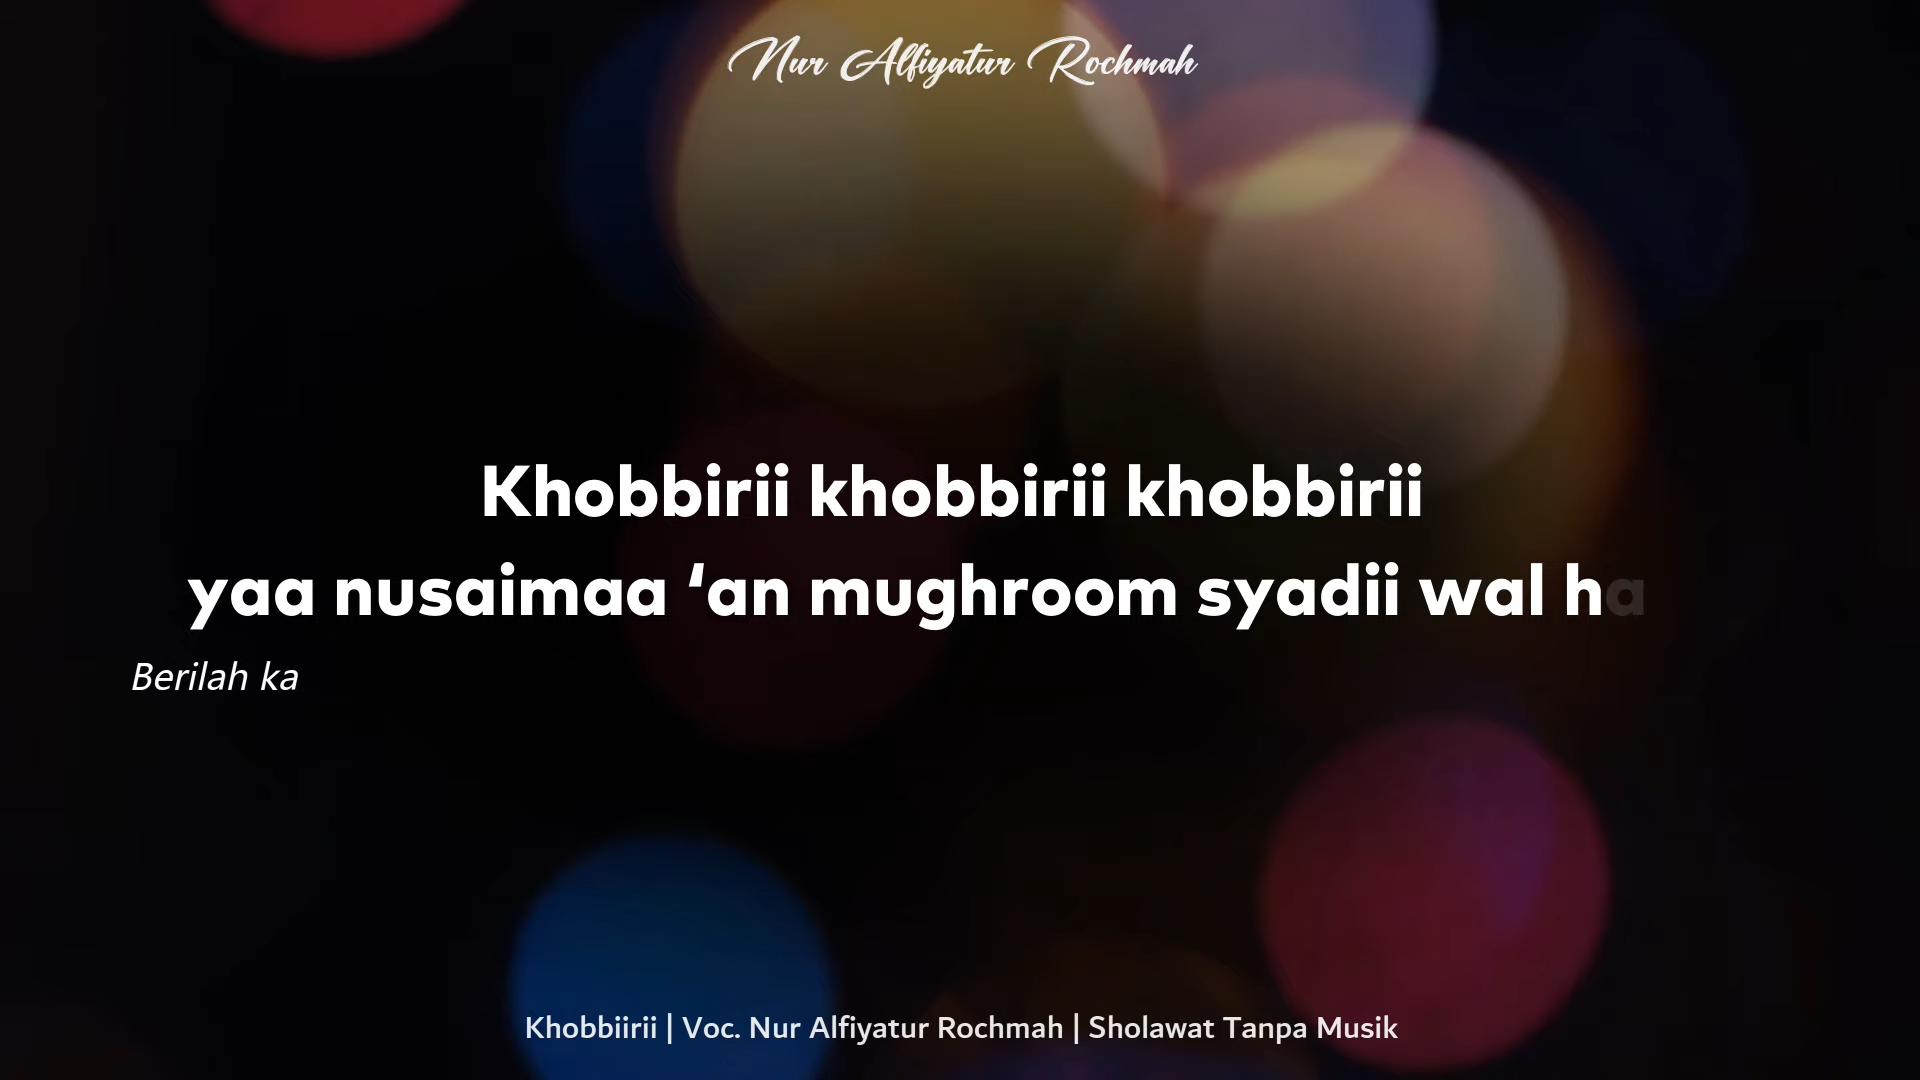 Nur Alfiyatur Rochmah
Khobbirii khobbirii khobbirii
yaa nusaimaa ‘an mughroom syadii wal ha
Berilah ka
Khobbiirii | Voc. Nur Alfiyatur Rochmah | Sholawat Tanpa Musik